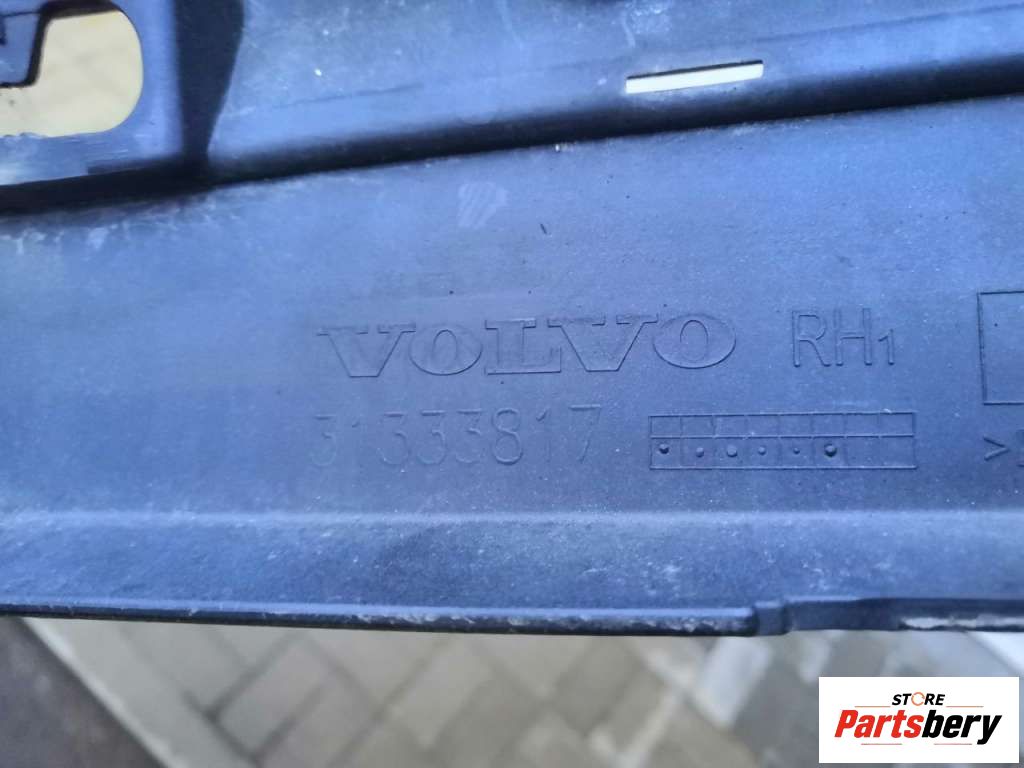 VOLVO RH1
31333817
>
STORE
Partsbery